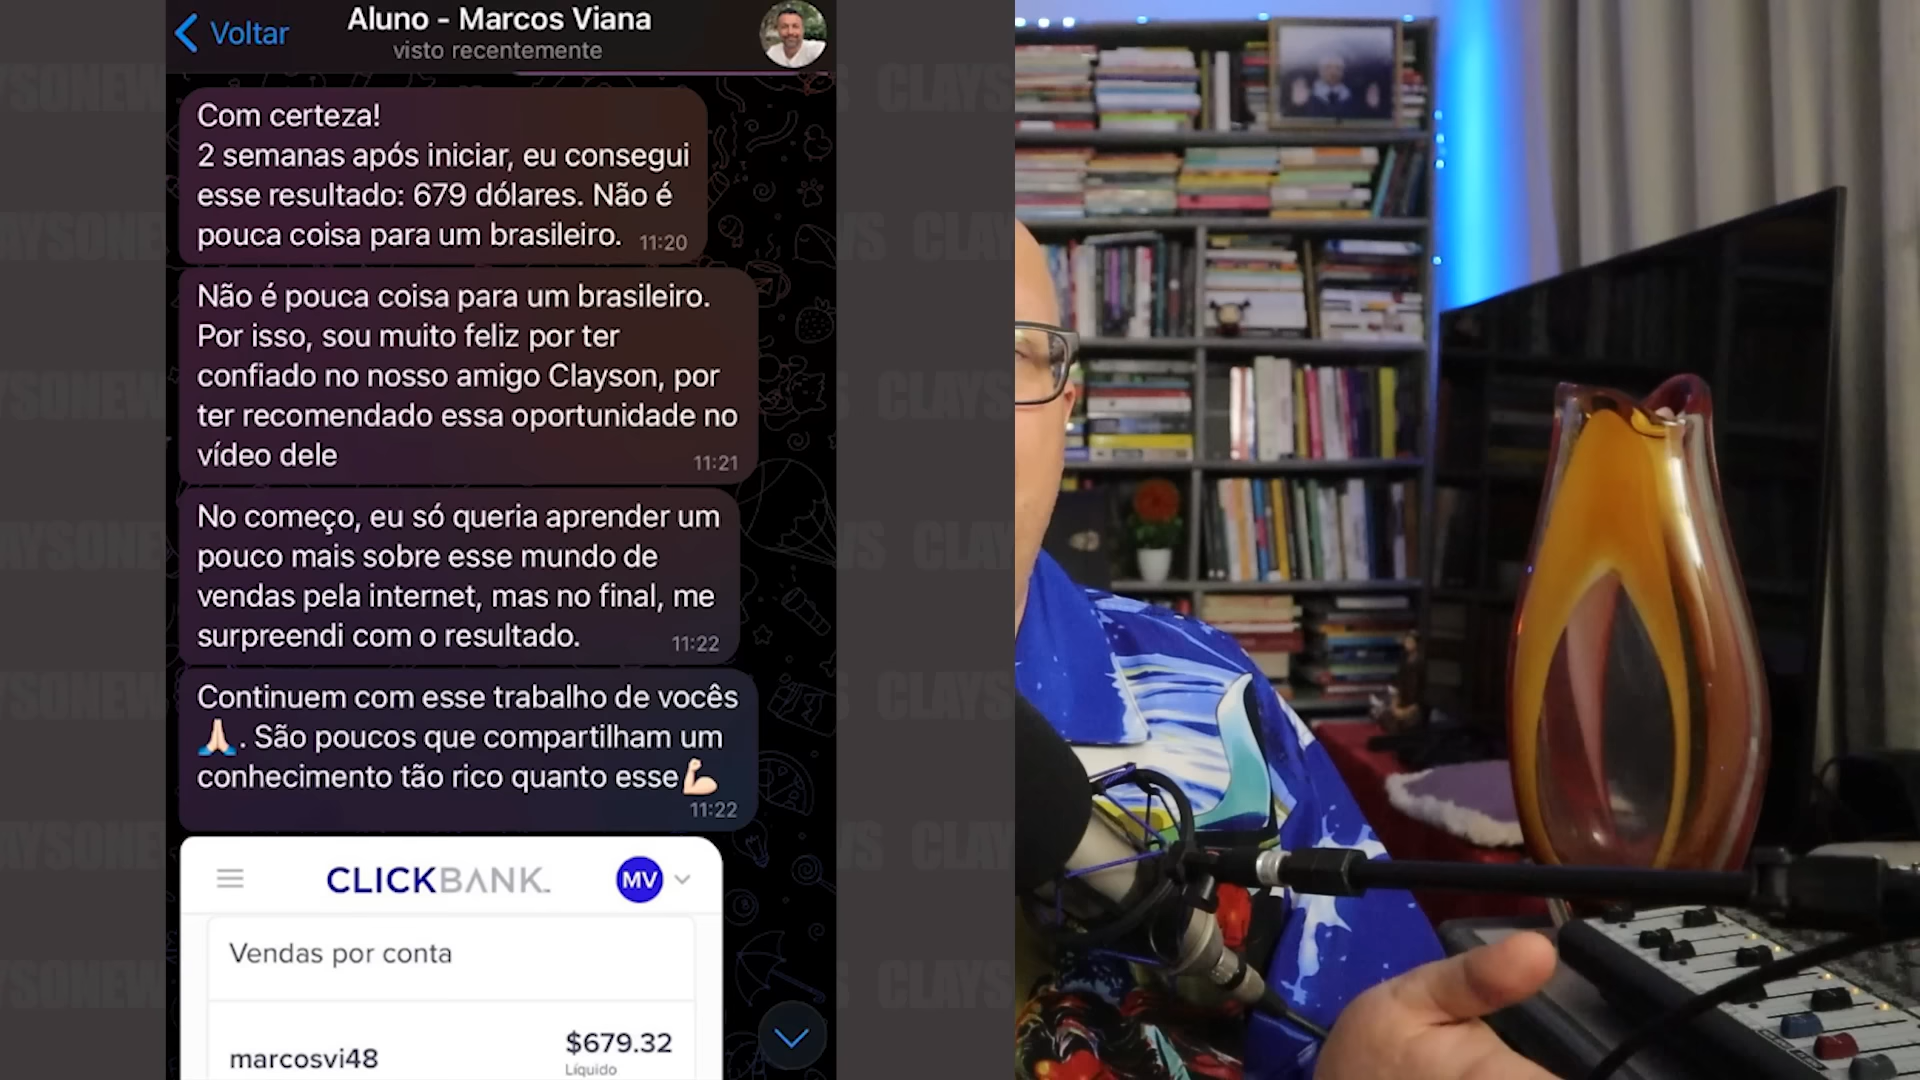 Voltar
Aluno - Marcos Viana
visto recentemente
Com certeza!
2 semanas após iniciar, eu consegui
esse resultado: 679 dólares. Não é
pouca coisa para um brasileiro. 11:20
Não é pouca coisa para um brasileiro.
Por isso, sou muito feliz por ter
confiado no nosso amigo Clayson, por
ter recomendado essa oportunidade no
vídeo dele 11:21
No começo, eu só queria aprender um
pouco mais sobre esse mundo de
vendas pela internet, mas no final, me
surpreendi com o resultado. 11:22
Continuem com esse trabalho de vocês
🙏🏻. São poucos que compartilham um
conhecimento tão rico quanto esse💪🏻
11:22
CLICKBANK
MV
Vendas por conta
marcosvi48
$679.32
Líquido